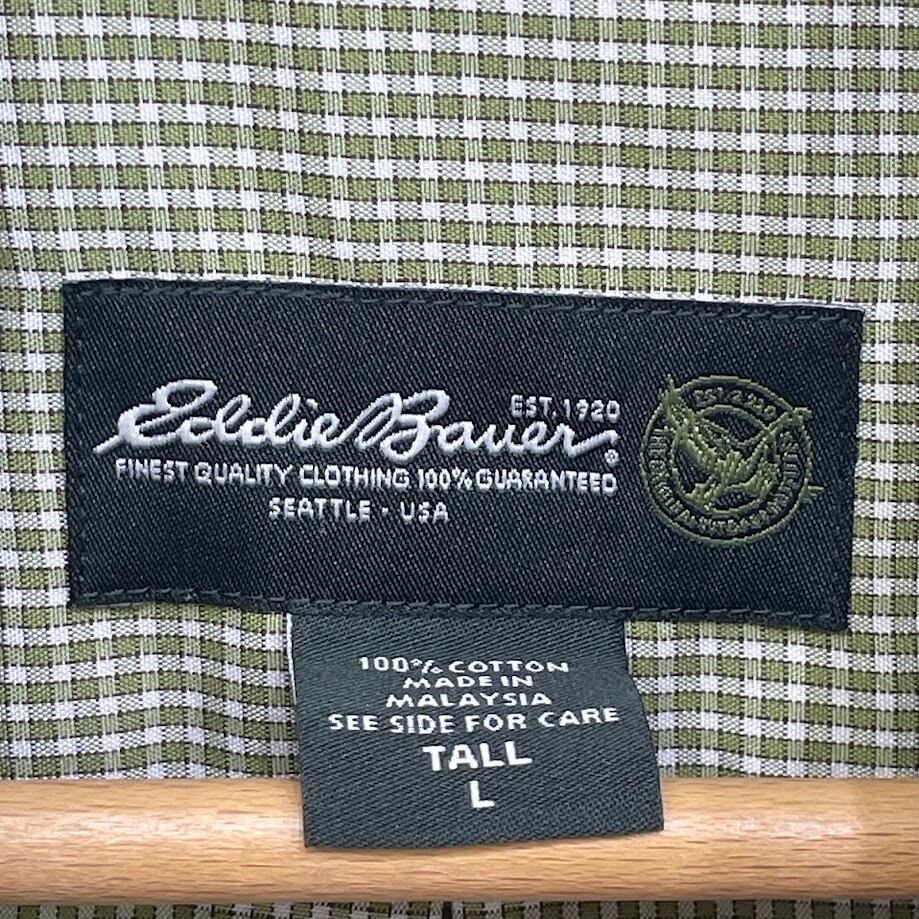 Eddie Bauer®
EST. 1920
FINEST QUALITY CLOTHING 100% GUARANTEED
SEATTLE · USA
100% COTTON
MADE IN
MALAYSIA
SEE SIDE FOR CARE
TALL
L